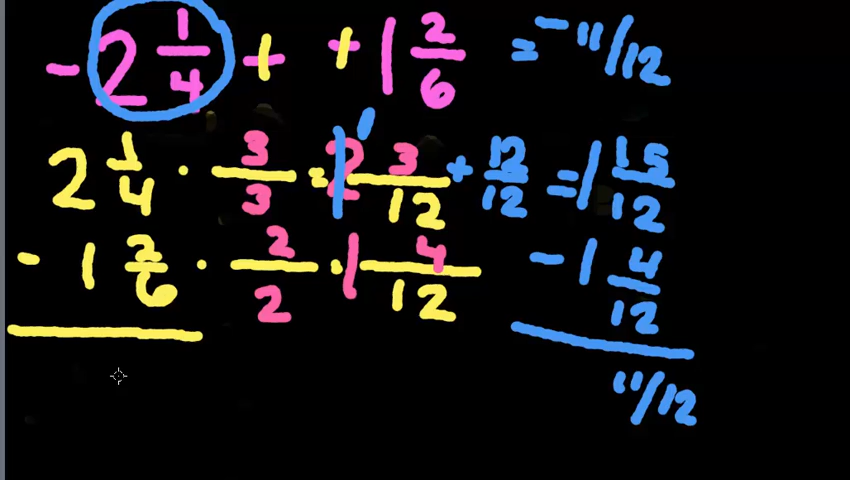 - 2 1/4 + + 1 2/6 = - 11/12
2 1/4 · 3/3 = 2 1 3/12 + 12/12 = 1 15/12
- 1 2/6 · 2/2 · 1 4/12 - 1 4/12
11/12